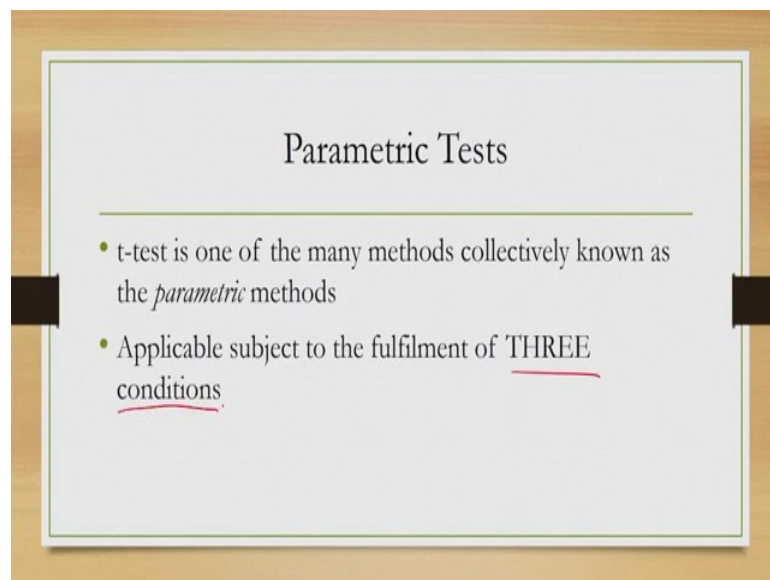 Parametric Tests
• t-test is one of the many methods collectively known as
the parametric methods
• Applicable subject to the fulfilment of THREE
conditions